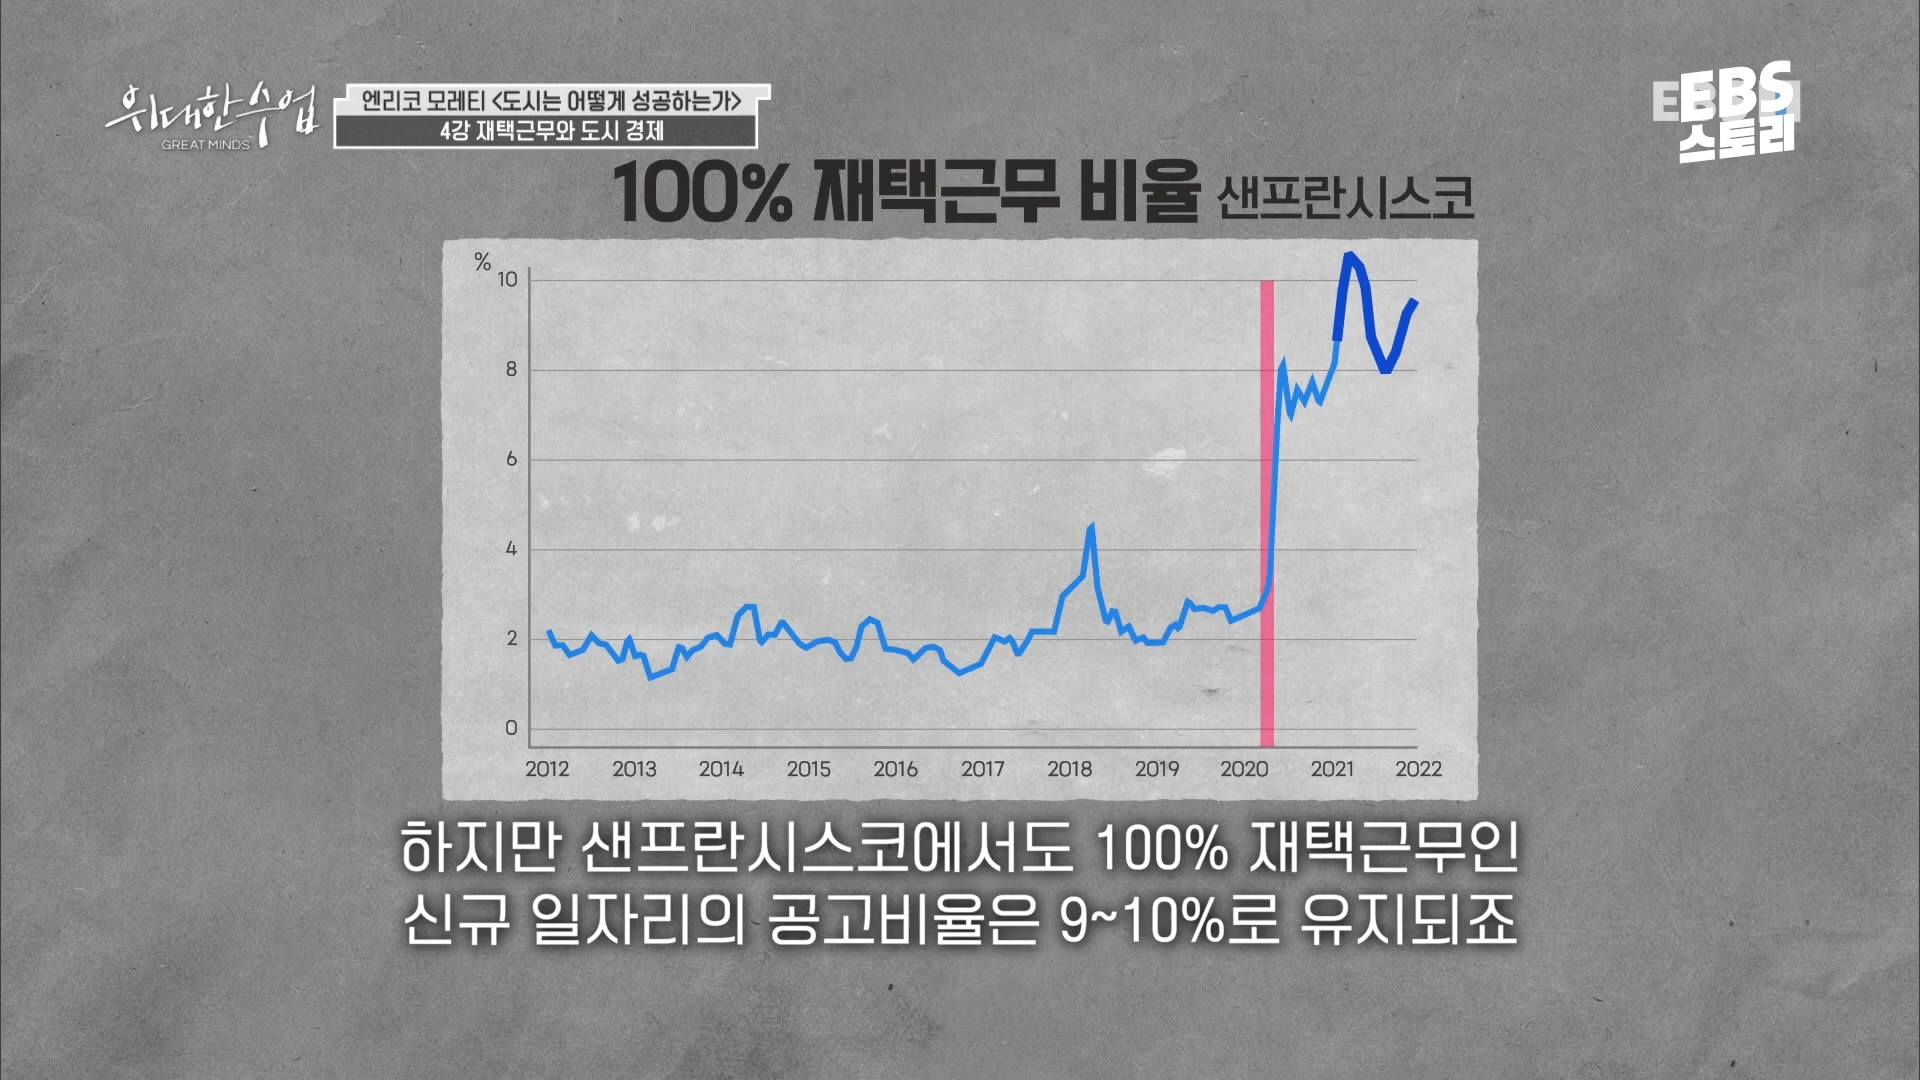 위대한수업
GREAT MINDS
엔리코 모레티 <도시는 어떻게 성공하는가>
4강 재택근무와 도시 경제
EBS
스토리
100% 재택근무 비율 샌프란시스코
%
10
8
6
4
2
0
2012 2013 2014 2015 2016 2017 2018 2019 2020 2021 2022
하지만 샌프란시스코에서도 100% 재택근무인
신규 일자리의 공고비율은 9~10%로 유지되죠